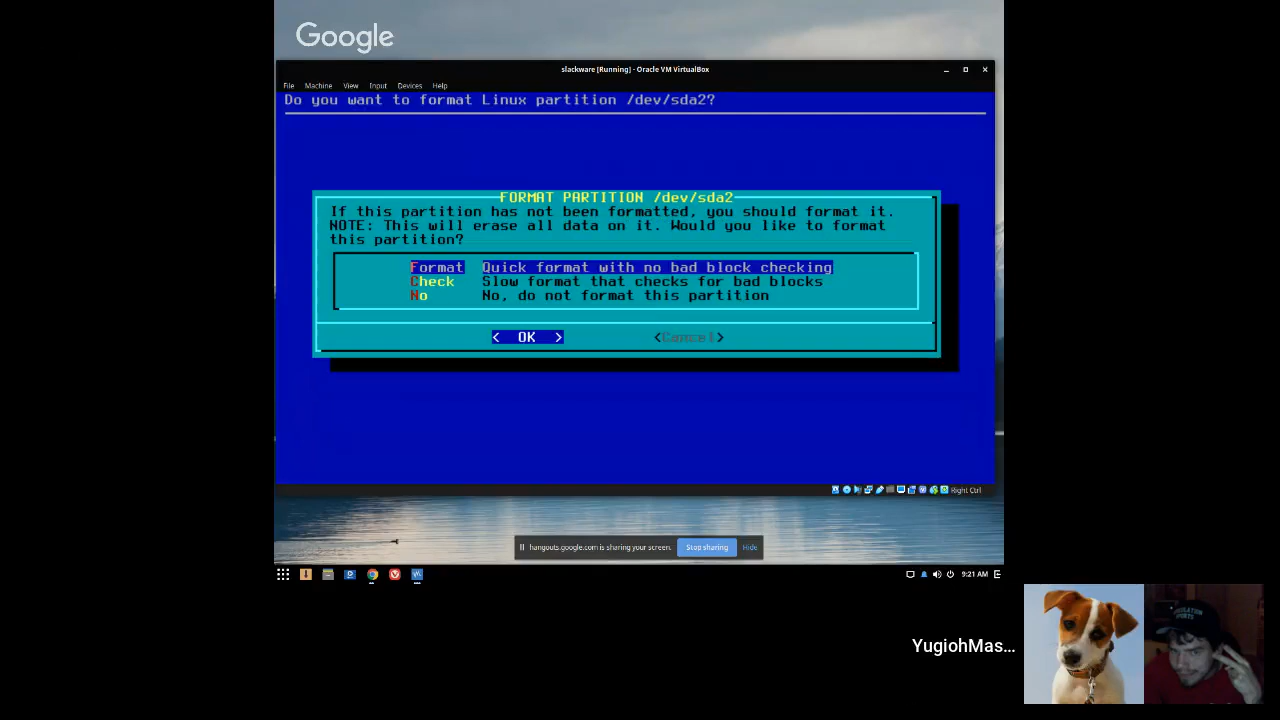 Google
slackware [Running] - Oracle VM VirtualBox
File Machine View Input Devices Help
Do you want to format Linux partition /dev/sda2?
FORMAT PARTITION /dev/sda2
If this partition has not been formatted, you should format it.
NOTE: This will erase all data on it. Would you like to format
this partition?
Format Quick format with no bad block checking
Check Slow format that checks for bad blocks
No No, do not format this partition
< OK > <Cancel>
Right Ctrl
hangouts.google.com is sharing your screen. Stop sharing Hide
9:21 AM
YugiohMas...